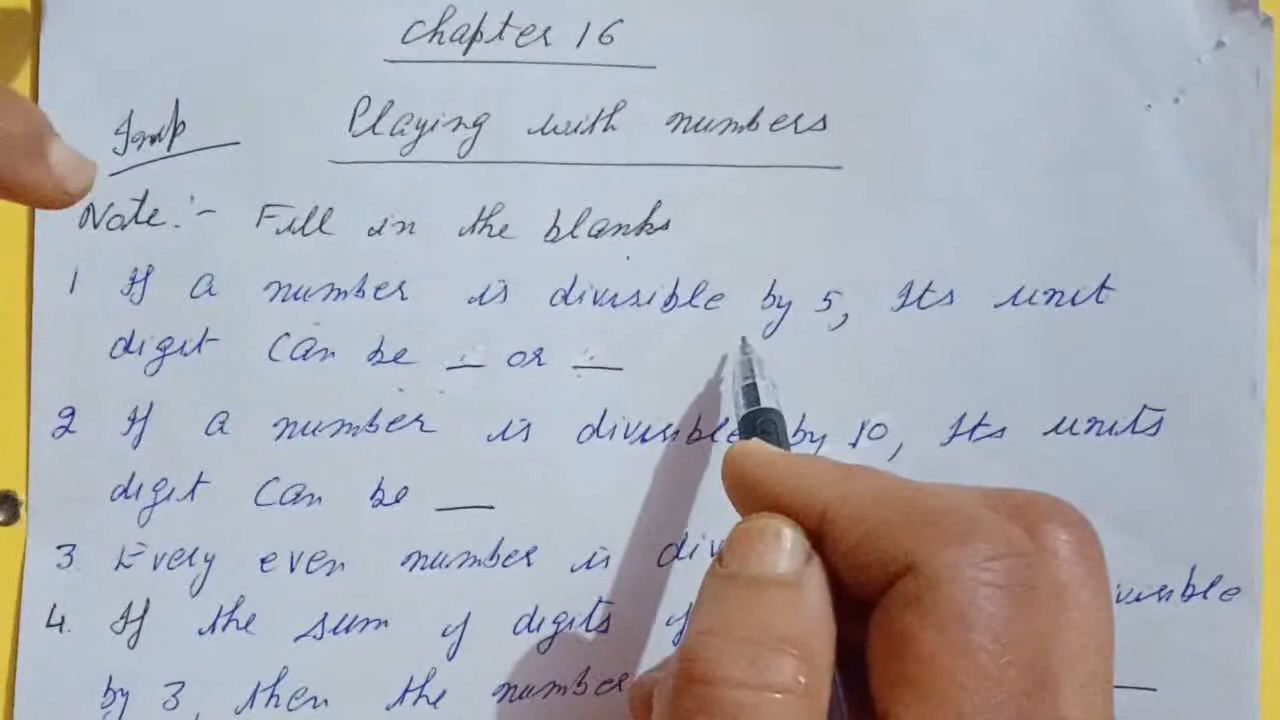 Chapter 16
Imp
Playing with numbers
Note:- Fill in the blanks
1 If a number is divisible by 5, Its unit
digit can be __ or __
2 If a number is divisible by 10, Its units
digit can be __
3. Every even number is
4. If the sum of digits
by 3, then the number __